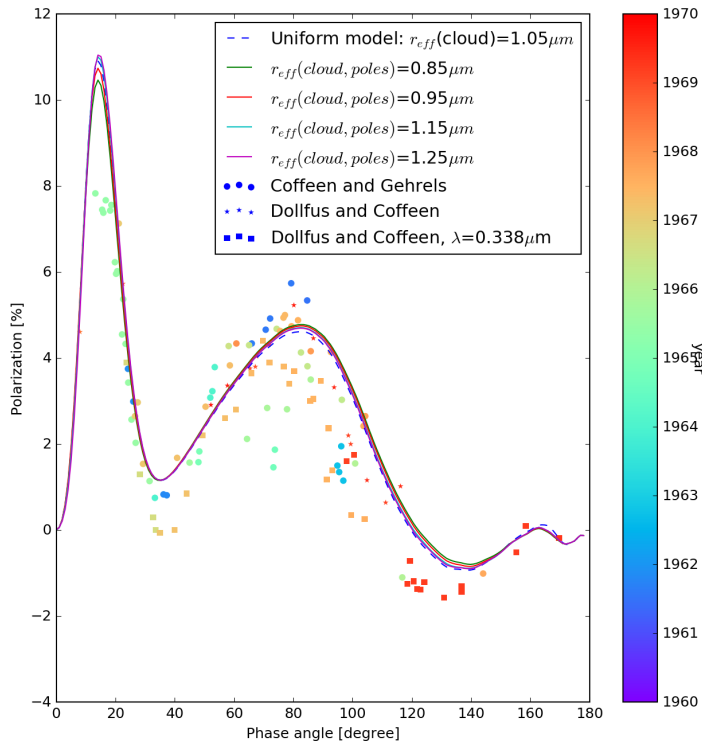 12
10
8
6
4
2
0
−2
−4
Polarization [%]
0 20 40 60 80 100 120 140 160 180
Phase angle [degree]
Uniform model: r_eff(cloud)=1.05μm
r_eff(cloud, poles)=0.85μm
r_eff(cloud, poles)=0.95μm
r_eff(cloud, poles)=1.15μm
r_eff(cloud, poles)=1.25μm
Coffeen and Gehrels
Dollfus and Coffeen
Dollfus and Coffeen, λ=0.338μm
1970
1969
1968
1967
1966
1965
1964
1963
1962
1961
1960
year